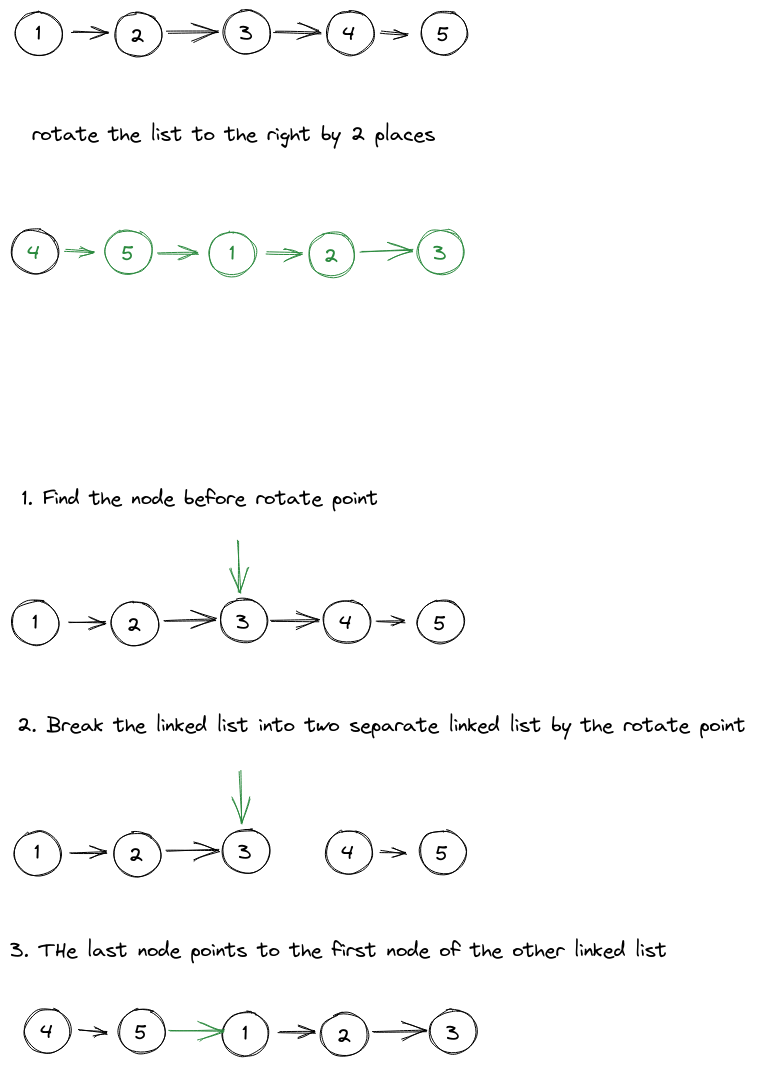 1 2 3 4 5
rotate the list to the right by 2 places
4 5 1 2 3
1. Find the node before rotate point
1 2 3 4 5
2. Break the linked list into two separate linked list by the rotate point
1 2 3 4 5
3. THe last node points to the first node of the other linked list
4 5 1 2 3